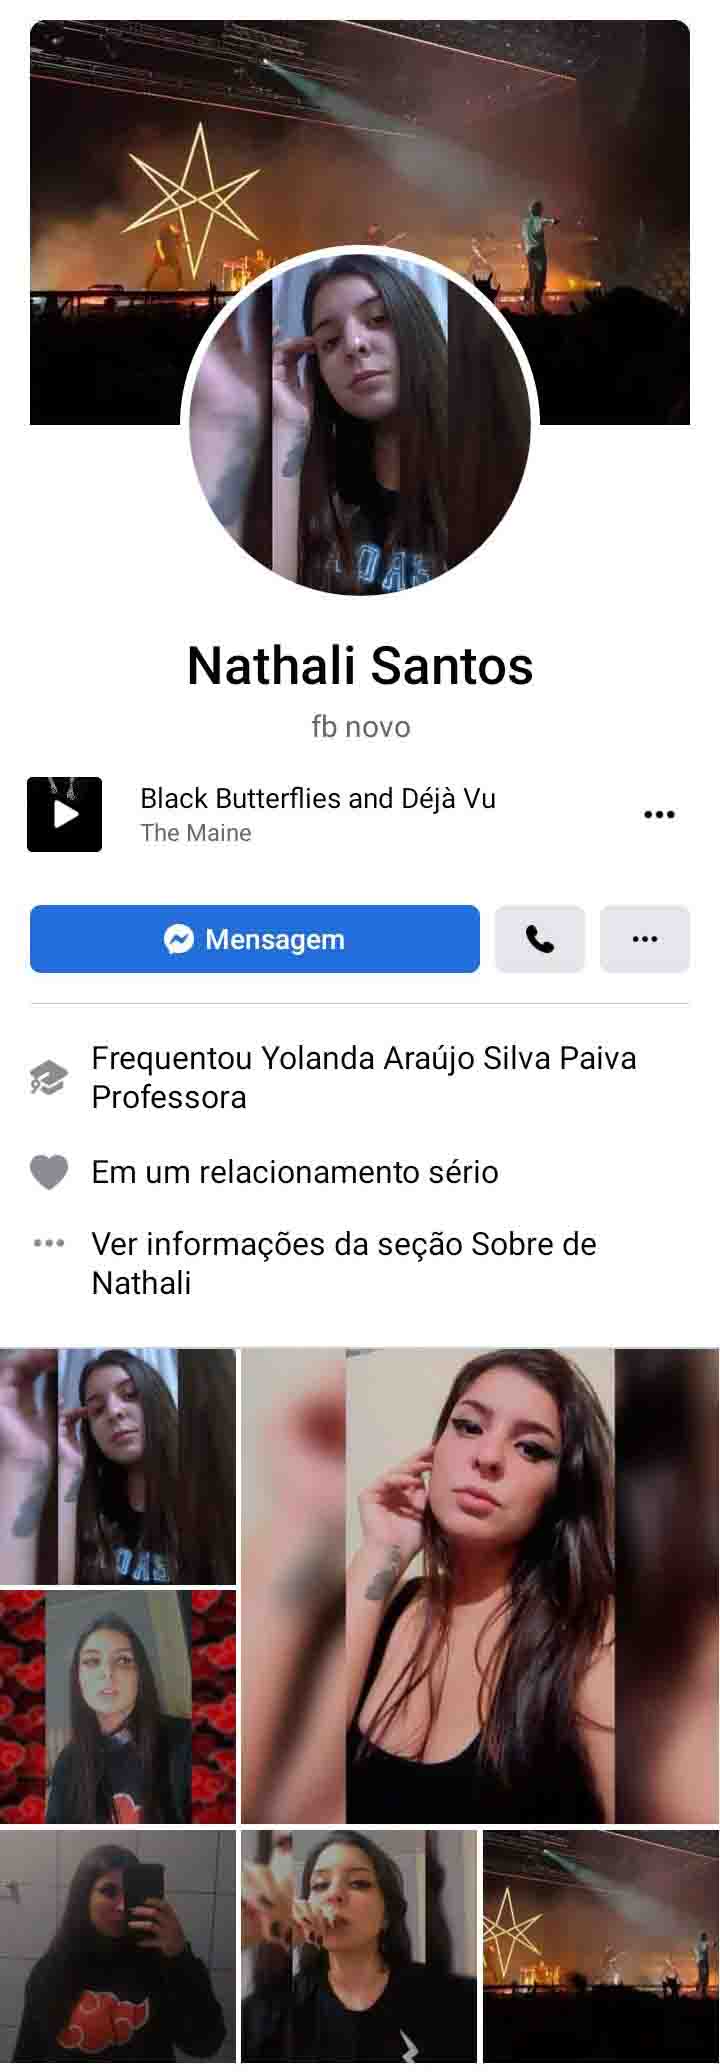 Nathali Santos
fb novo
Black Butterflies and Déjà Vu
The Maine
Mensagem
Frequentou Yolanda Araújo Silva Paiva
Professora
Em um relacionamento sério
Ver informações da seção Sobre de
Nathali